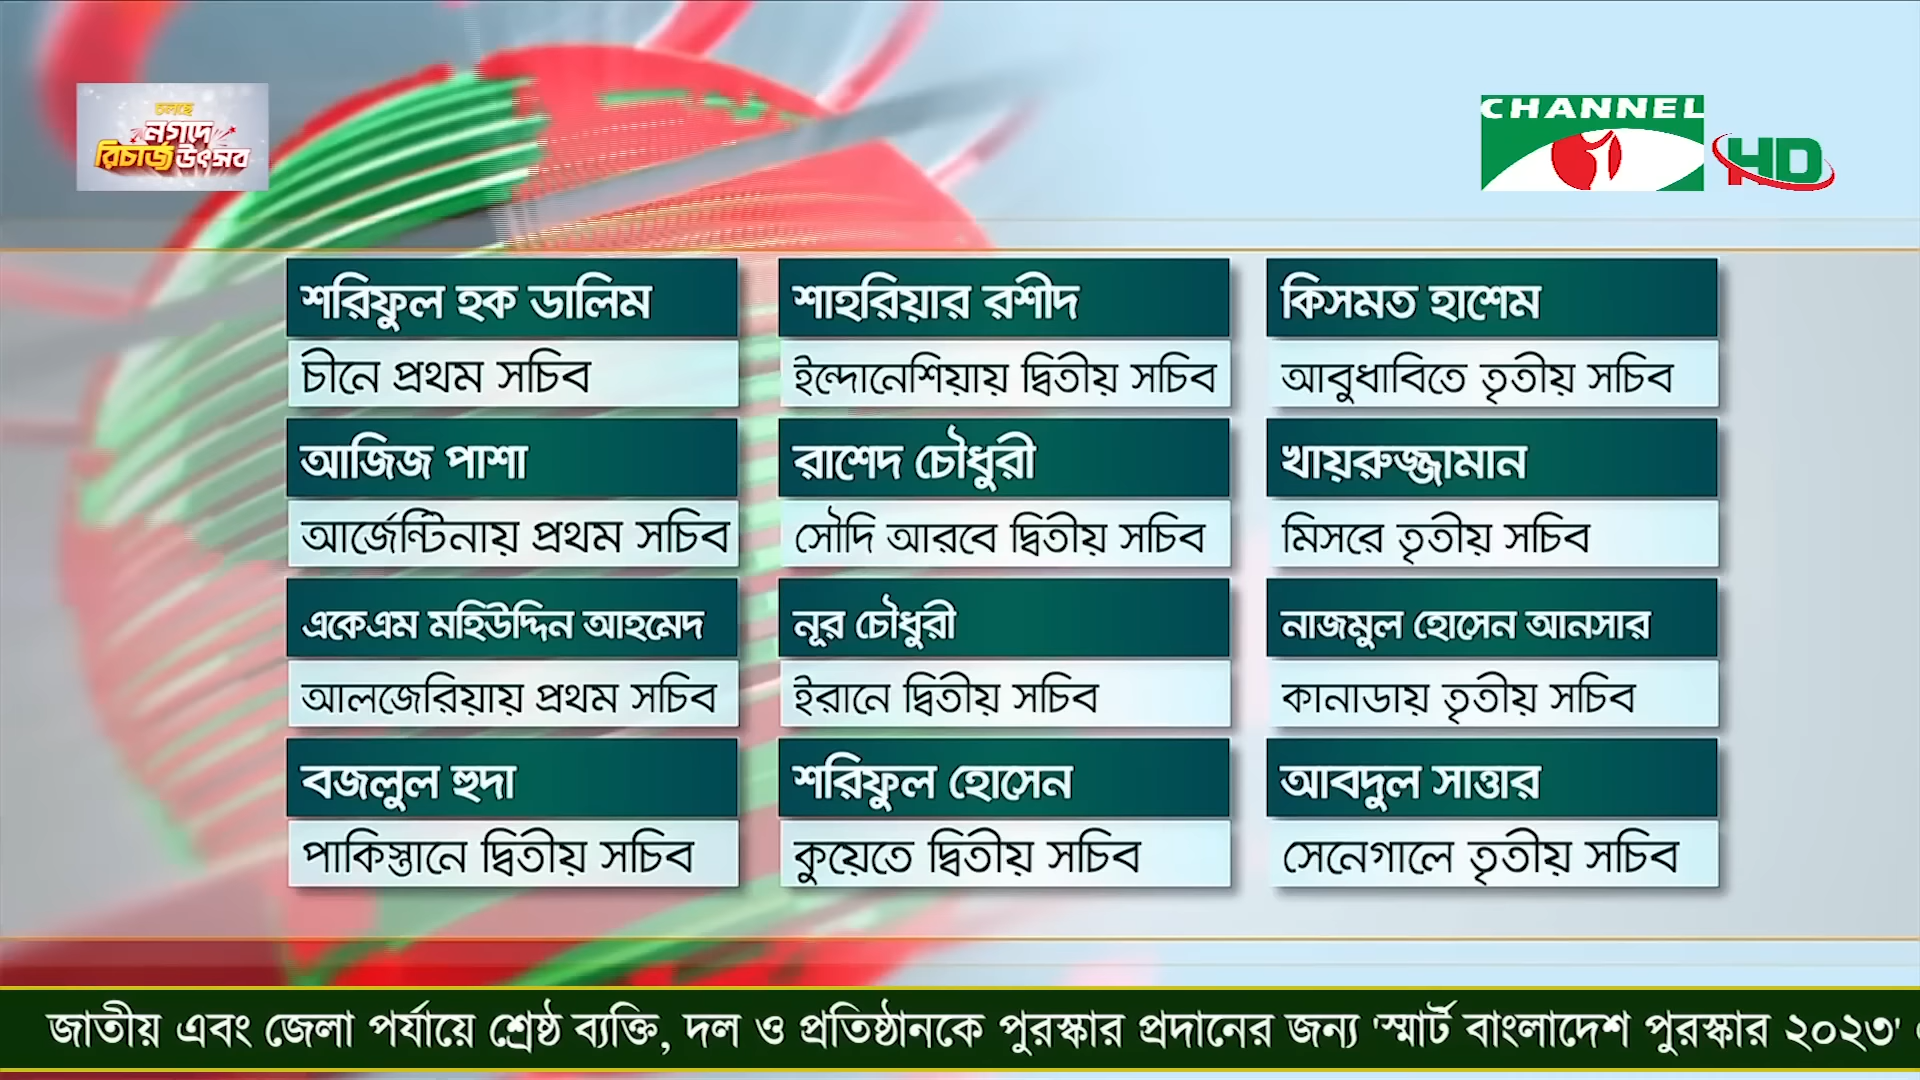 চলছে
নগদে
রিচার্জ উৎসব
CHANNEL
HD
শরিফুল হক ডালিম
চীনে প্রথম সচিব
শাহরিয়ার রশীদ
ইন্দোনেশিয়ায় দ্বিতীয় সচিব
কিসমত হাশেম
আবুধাবিতে তৃতীয় সচিব
আজিজ পাশা
আর্জেন্টিনায় প্রথম সচিব
রাশেদ চৌধুরী
সৌদি আরবে দ্বিতীয় সচিব
খায়রুজ্জামান
মিসরে তৃতীয় সচিব
একেএম মহিউদ্দিন আহমেদ
আলজেরিয়ায় প্রথম সচিব
নূর চৌধুরী
ইরানে দ্বিতীয় সচিব
নাজমুল হোসেন আনসার
কানাডায় তৃতীয় সচিব
বজলুল হুদা
পাকিস্তানে দ্বিতীয় সচিব
শরিফুল হোসেন
কুয়েতে দ্বিতীয় সচিব
আবদুল সাত্তার
সেনেগালে তৃতীয় সচিব
জাতীয় এবং জেলা পর্যায়ে শ্রেষ্ঠ ব্যক্তি, দল ও প্রতিষ্ঠানকে পুরস্কার প্রদানের জন্য 'স্মার্ট বাংলাদেশ পুরস্কার ২০২৩'